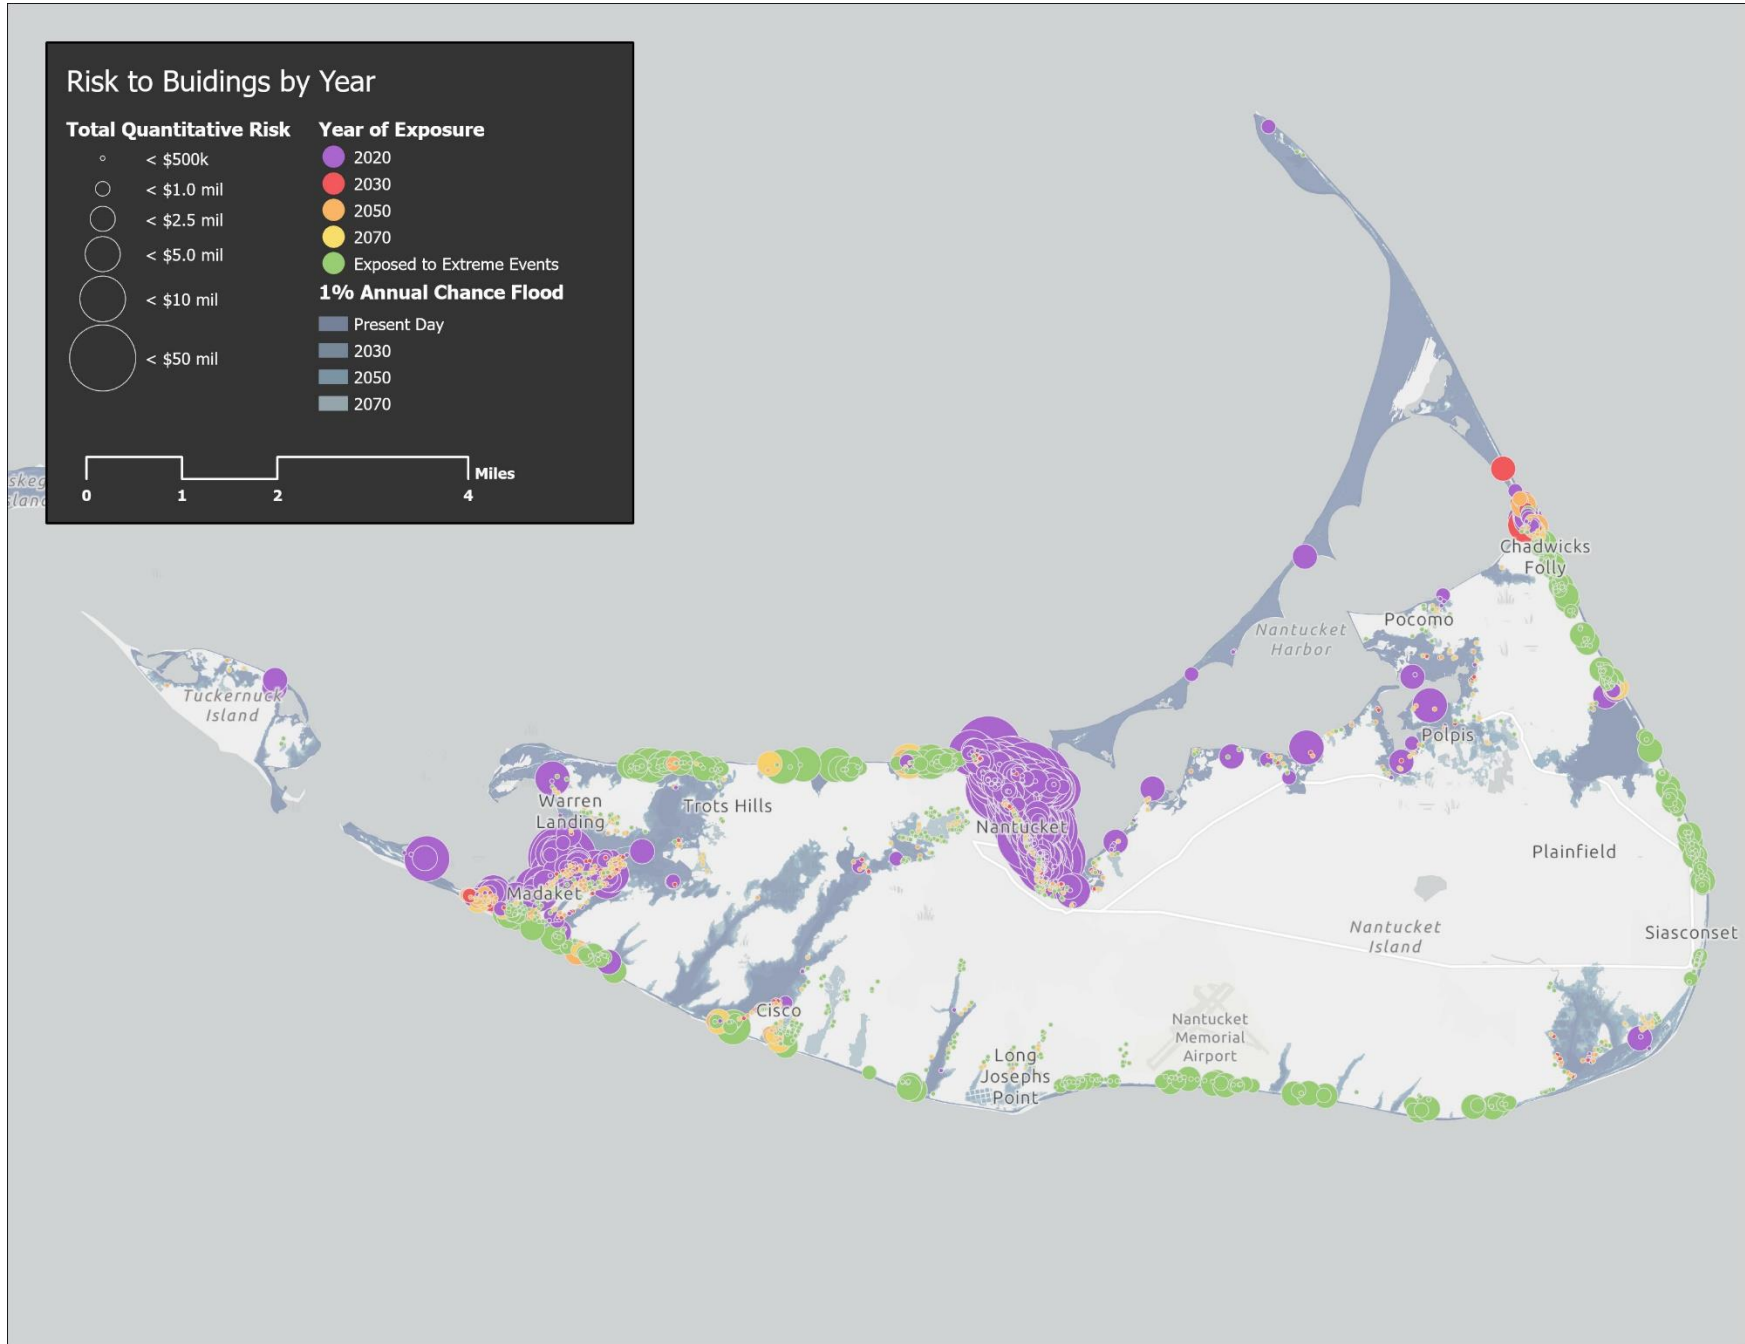 Risk to Buidings by Year
Total Quantitative Risk
< $500k
< $1.0 mil
< $2.5 mil
< $5.0 mil
< $10 mil
< $50 mil
Year of Exposure
2020
2030
2050
2070
Exposed to Extreme Events
1% Annual Chance Flood
Present Day
2030
2050
2070
Miles
0 1 2 4
Chadwicks
Folly
Pocomo
Nantucket
Harbor
Tuckernuck
Island
Polpis
Warren
Landing
Trots Hills
Nantucket
Plainfield
Madaket
Nantucket
Island
Siasconset
Cisco
Nantucket
Memorial
Airport
Long
Josephs
Point